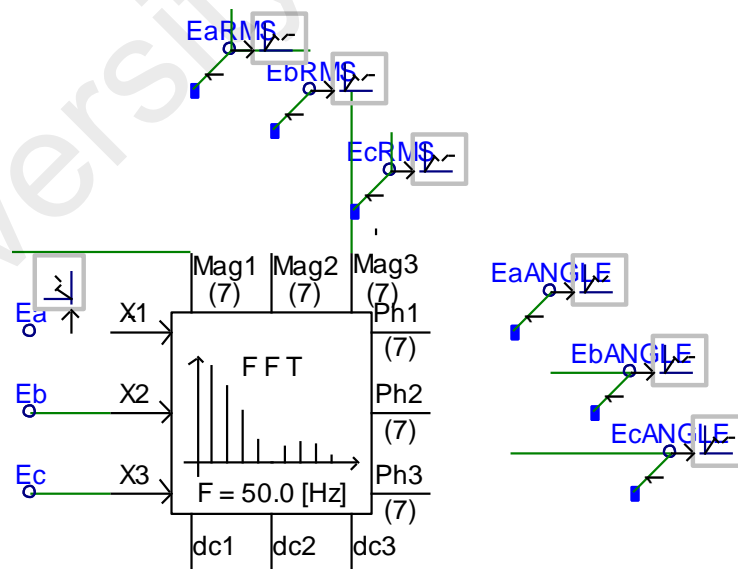 EaRMS
EbRMS
EcRMS
Mag1 Mag2 Mag3
(7) (7) (7)
EaANGLE
Ea X1 Ph1
(7)
FFT
EbANGLE
Eb X2 Ph2
(7)
EcANGLE
Ec X3 Ph3
F = 50.0 [Hz] (7)
dc1 dc2 dc3